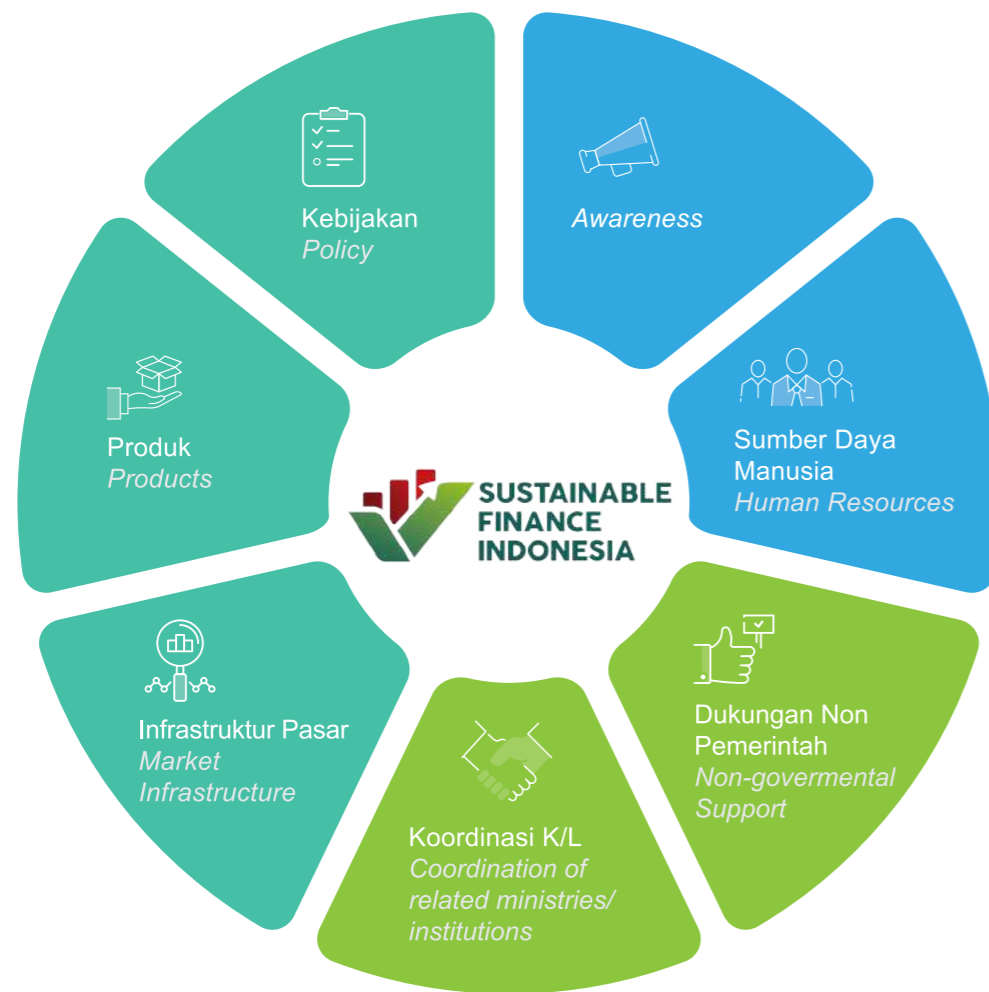 Kebijakan
Policy
Awareness
Produk
Products
Sumber Daya
Manusia
Human Resources
SUSTAINABLE
FINANCE
INDONESIA
Infrastruktur Pasar
Market
Infrastructure
Dukungan Non
Pemerintah
Non-govermental
Support
Koordinasi K/L
Coordination of
related ministries/
institutions